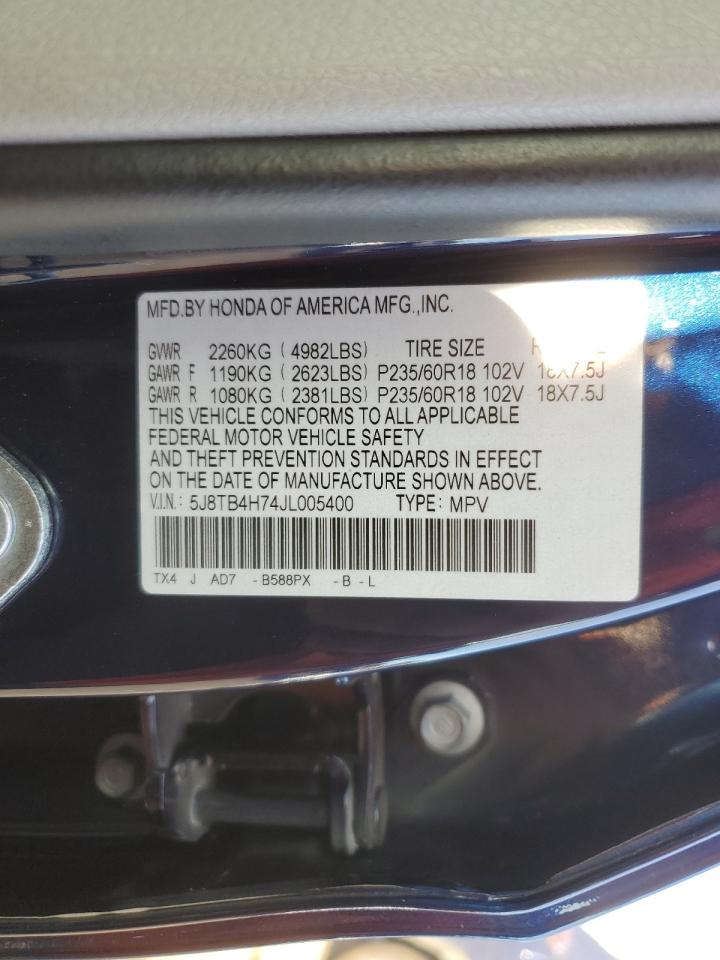 MFD.BY HONDA OF AMERICA MFG.,INC.
GVWR 2260KG ( 4982LBS) TIRE SIZE
GAWR F 1190KG ( 2623LBS) P235/60R18 102V 18X7.5J
GAWR R 1080KG ( 2381LBS) P235/60R18 102V 18X7.5J
THIS VEHICLE CONFORMS TO ALL APPLICABLE
FEDERAL MOTOR VEHICLE SAFETY
AND THEFT PREVENTION STANDARDS IN EFFECT
ON THE DATE OF MANUFACTURE SHOWN ABOVE.
V.I.N.: 5J8TB4H74JL005400 TYPE: MPV
TX4 J AD7 - B588PX - B - L